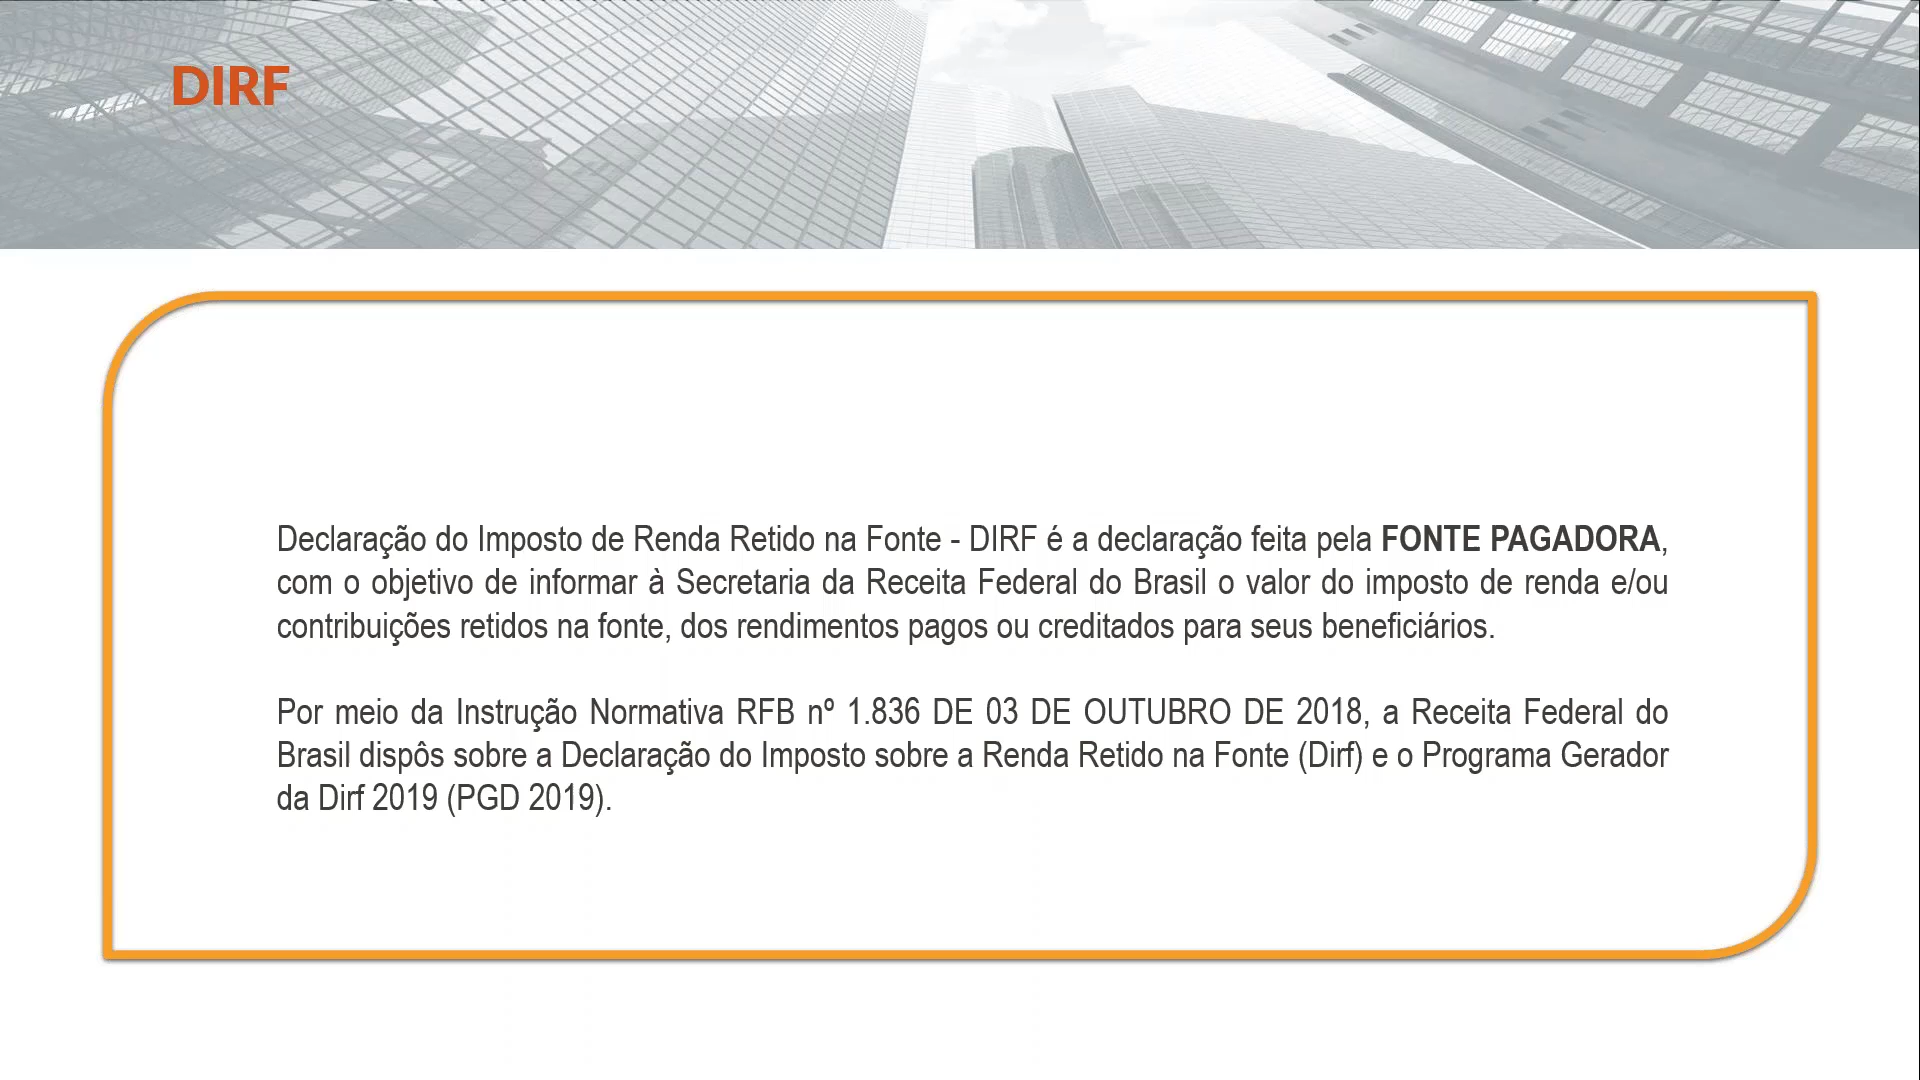 DIRF
Declaração do Imposto de Renda Retido na Fonte - DIRF é a declaração feita pela FONTE PAGADORA,
com o objetivo de informar à Secretaria da Receita Federal do Brasil o valor do imposto de renda e/ou
contribuições retidos na fonte, dos rendimentos pagos ou creditados para seus beneficiários.
Por meio da Instrução Normativa RFB nº 1.836 DE 03 DE OUTUBRO DE 2018, a Receita Federal do
Brasil dispôs sobre a Declaração do Imposto sobre a Renda Retido na Fonte (Dirf) e o Programa Gerador
da Dirf 2019 (PGD 2019).